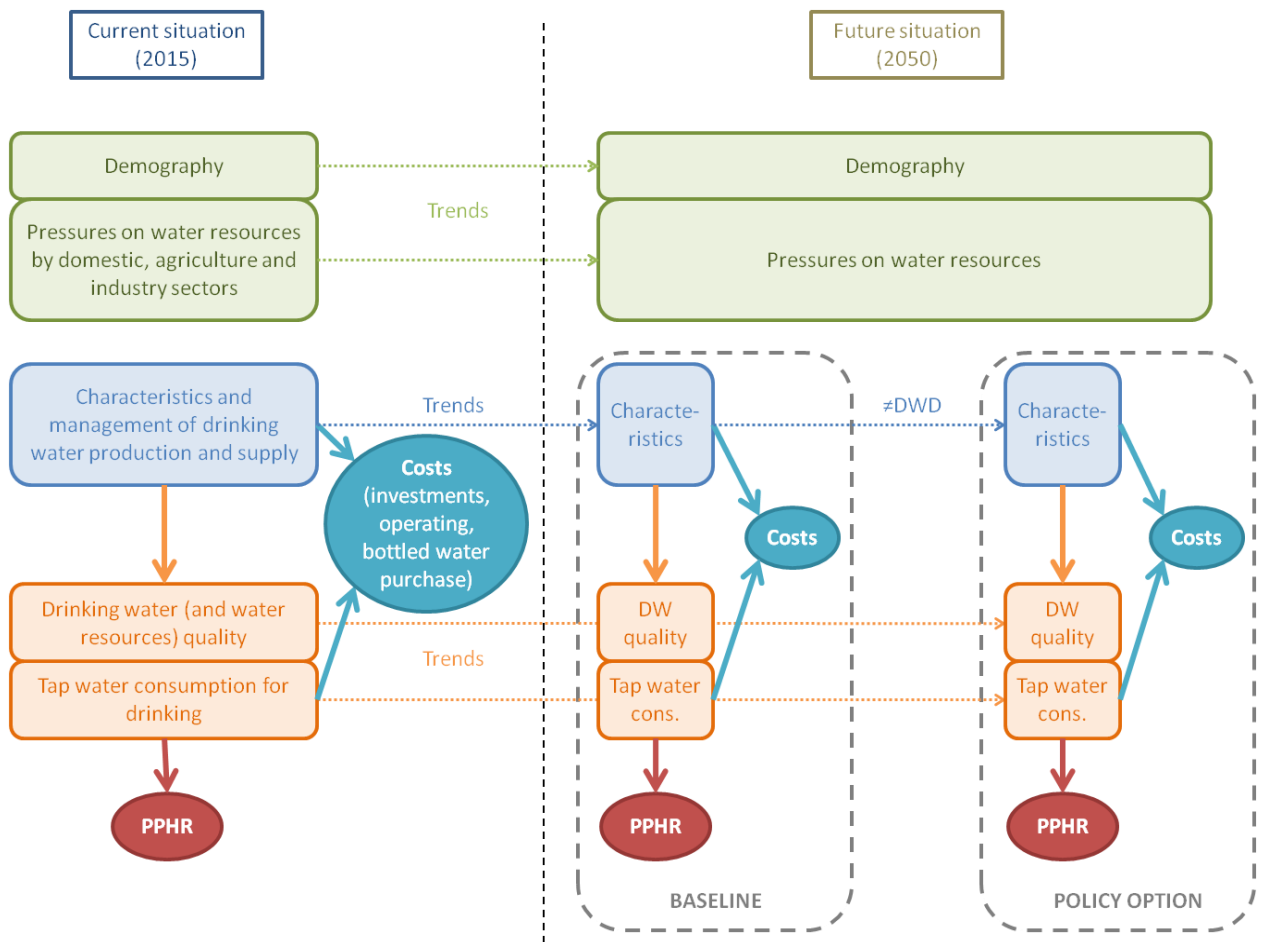 Current situation
(2015)
Future situation
(2050)
Demography
Demography
Trends
Pressures on water resources
by domestic, agriculture and
industry sectors
Pressures on water resources
Characteristics and
management of drinking
water production and supply
Trends
Characte-
ristics
≠DWD
Characte-
ristics
Costs
(investments,
operating,
bottled water
purchase)
Costs
Costs
Drinking water (and water
resources) quality
DW
quality
DW
quality
Trends
Tap water consumption for
drinking
Tap water
cons.
Tap water
cons.
PPHR
PPHR
PPHR
BASELINE
POLICY OPTION